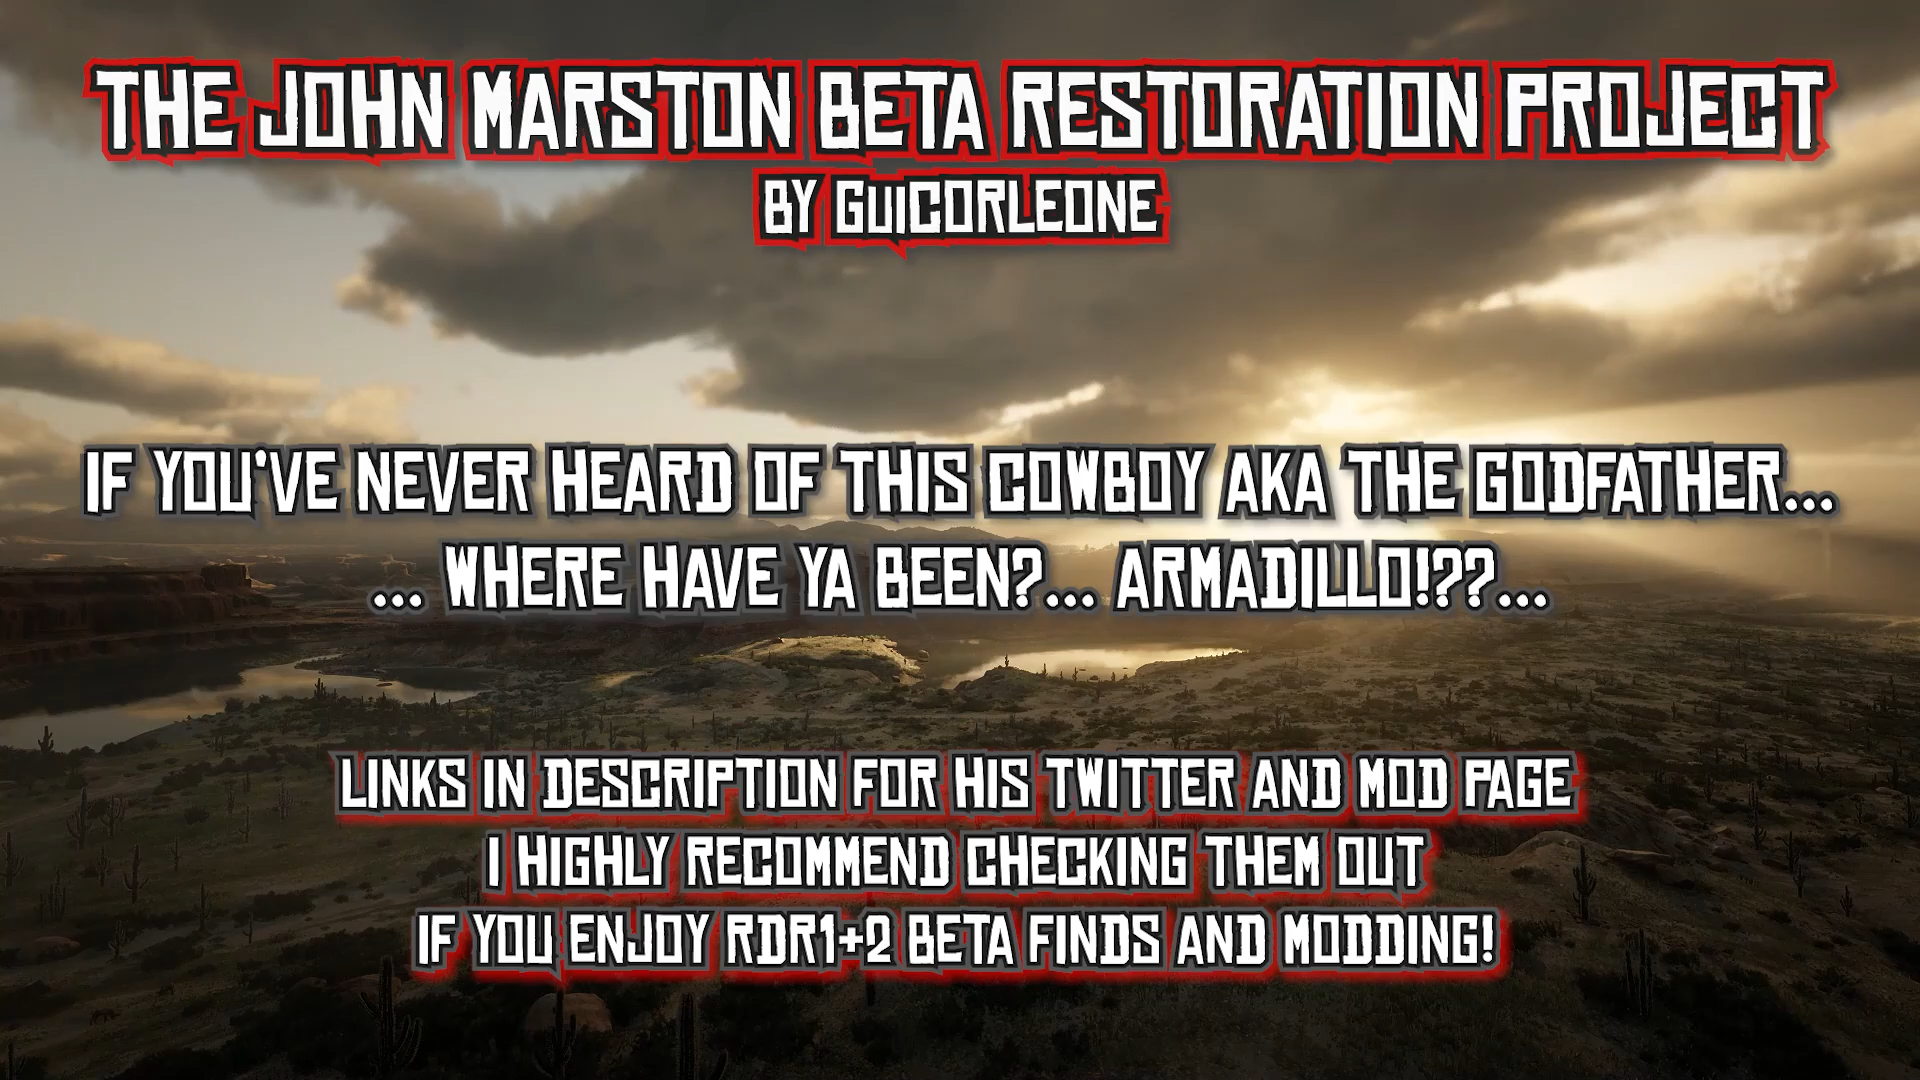 THE JOHN MARSTON BETA RESTORATION PROJECT
BY GUICORLEONE
IF YOU'VE NEVER HEARD OF THIS COWBOY AKA THE GODFATHER...
... WHERE HAVE YA BEEN?... ARMADILLO!??...
LINKS IN DESCRIPTION FOR HIS TWITTER AND MOD PAGE
I HIGHLY RECOMMEND CHECKING THEM OUT
IF YOU ENJOY RDR1+2 BETA FINDS AND MODDING!